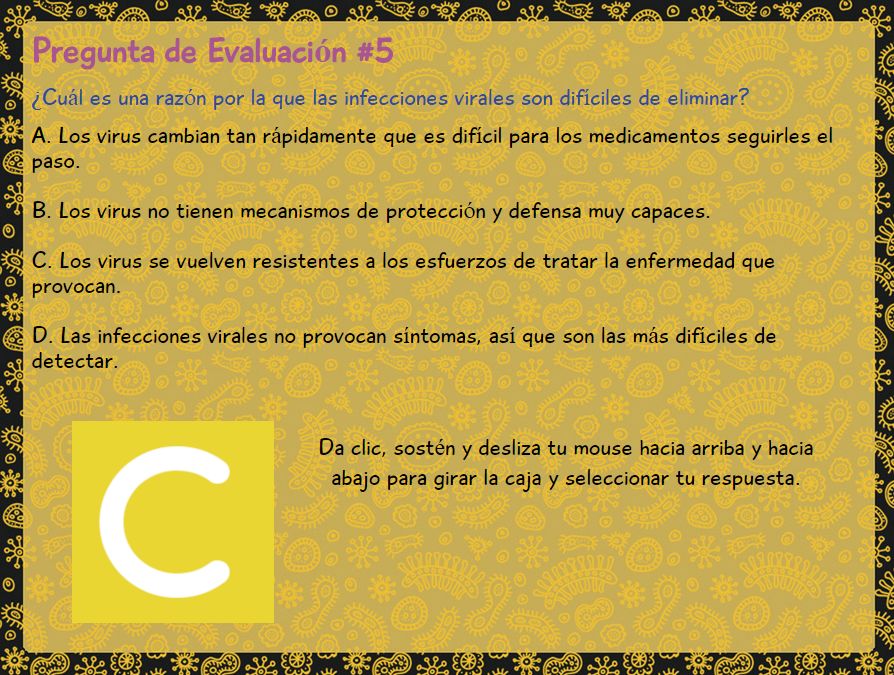 Pregunta de Evaluación #5
¿Cuál es una razón por la que las infecciones virales son difíciles de eliminar?
A. Los virus cambian tan rápidamente que es difícil para los medicamentos seguirles el
paso.
B. Los virus no tienen mecanismos de protección y defensa muy capaces.
C. Los virus se vuelven resistentes a los esfuerzos de tratar la enfermedad que
provocan.
D. Las infecciones virales no provocan síntomas, así que son las más difíciles de
detectar.
C
Da clic, sostén y desliza tu mouse hacia arriba y hacia
abajo para girar la caja y seleccionar tu respuesta.